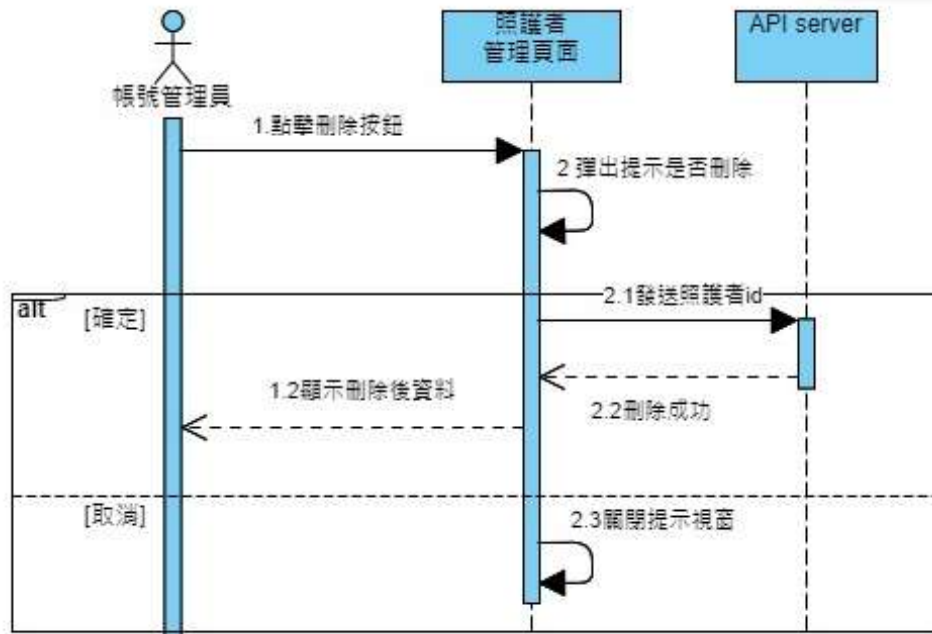 照護者
管理頁面
API server
帳號管理員
1.點擊刪除按鈕
2 彈出提示是否刪除
alt
[確定]
2.1發送照護者id
1.2顯示刪除後資料
2.2刪除成功
[取消]
2.3關閉提示視窗